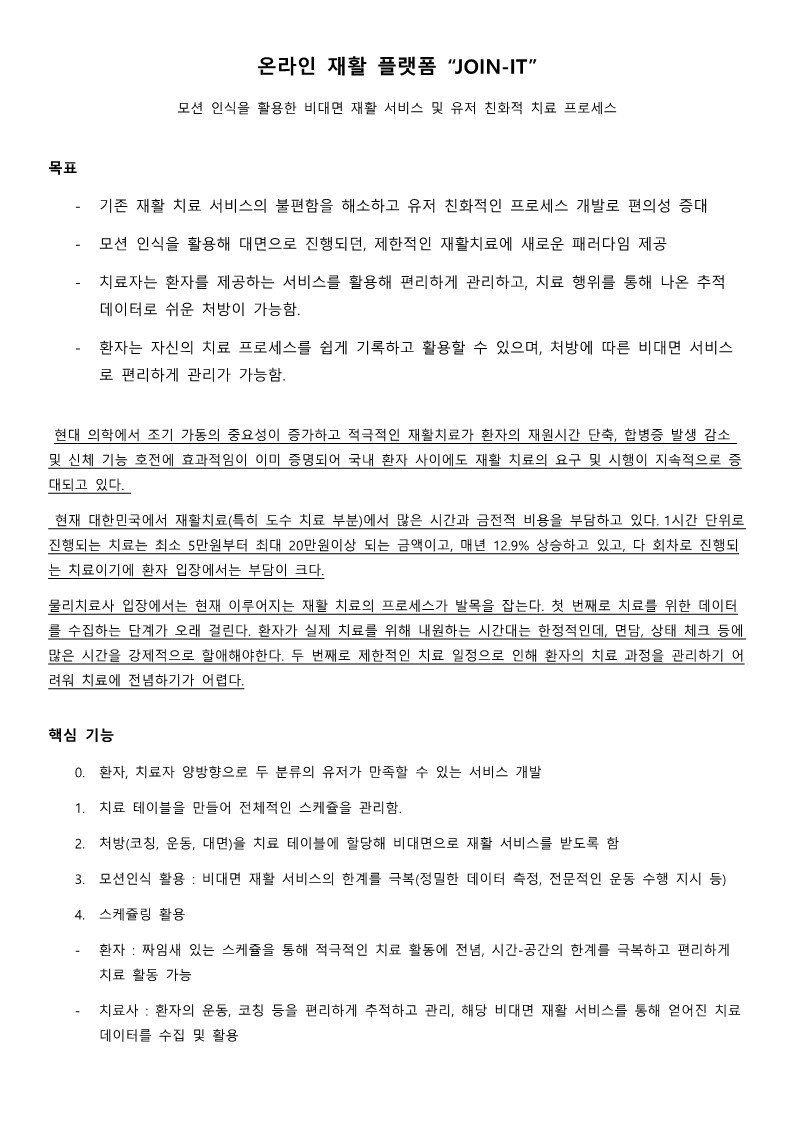 온라인 재활 플랫폼 “JOIN-IT”
모션 인식을 활용한 비대면 재활 서비스 및 유저 친화적 치료 프로세스
목표
- 기존 재활 치료 서비스의 불편함을 해소하고 유저 친화적인 프로세스 개발로 편의성 증대
- 모션 인식을 활용해 대면으로 진행되던, 제한적인 재활치료에 새로운 패러다임 제공
- 치료자는 환자를 제공하는 서비스를 활용해 편리하게 관리하고, 치료 행위를 통해 나온 추적
데이터로 쉬운 처방이 가능함.
- 환자는 자신의 치료 프로세스를 쉽게 기록하고 활용할 수 있으며, 처방에 따른 비대면 서비스
로 편리하게 관리가 가능함.
현대 의학에서 조기 가동의 중요성이 증가하고 적극적인 재활치료가 환자의 재원시간 단축, 합병증 발생 감소
및 신체 기능 호전에 효과적임이 이미 증명되어 국내 환자 사이에도 재활 치료의 요구 및 시행이 지속적으로 증
대되고 있다.
현재 대한민국에서 재활치료(특히 도수 치료 부분)에서 많은 시간과 금전적 비용을 부담하고 있다. 1시간 단위로
진행되는 치료는 최소 5만원부터 최대 20만원이상 되는 금액이고, 매년 12.9% 상승하고 있고, 다 회차로 진행되
는 치료이기에 환자 입장에서는 부담이 크다.
물리치료사 입장에서는 현재 이루어지는 재활 치료의 프로세스가 발목을 잡는다. 첫 번째로 치료를 위한 데이터
를 수집하는 단계가 오래 걸린다. 환자가 실제 치료를 위해 내원하는 시간대는 한정적인데, 면담, 상태 체크 등에
많은 시간을 강제적으로 할애해야한다. 두 번째로 제한적인 치료 일정으로 인해 환자의 치료 과정을 관리하기 어
려워 치료에 전념하기가 어렵다.
핵심 기능
0. 환자, 치료자 양방향으로 두 분류의 유저가 만족할 수 있는 서비스 개발
1. 치료 테이블을 만들어 전체적인 스케쥴을 관리함.
2. 처방(코칭, 운동, 대면)을 치료 테이블에 할당해 비대면으로 재활 서비스를 받도록 함
3. 모션인식 활용 : 비대면 재활 서비스의 한계를 극복(정밀한 데이터 측정, 전문적인 운동 수행 지시 등)
4. 스케쥴링 활용
- 환자 : 짜임새 있는 스케쥴을 통해 적극적인 치료 활동에 전념, 시간-공간의 한계를 극복하고 편리하게
치료 활동 가능
- 치료사 : 환자의 운동, 코칭 등을 편리하게 추적하고 관리, 해당 비대면 재활 서비스를 통해 얻어진 치료
데이터를 수집 및 활용